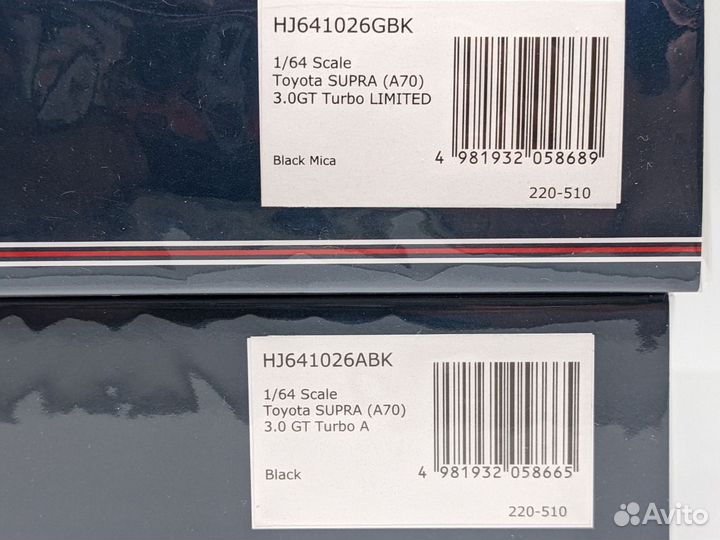 HJ641026GBK
1/64 Scale
Toyota SUPRA (A70)
3.0GT Turbo LIMITED
Black Mica
4 981932 058689
220-510
HJ641026ABK
1/64 Scale
Toyota SUPRA (A70)
3.0 GT Turbo A
Black
4 981932 058665
220-510
Avito